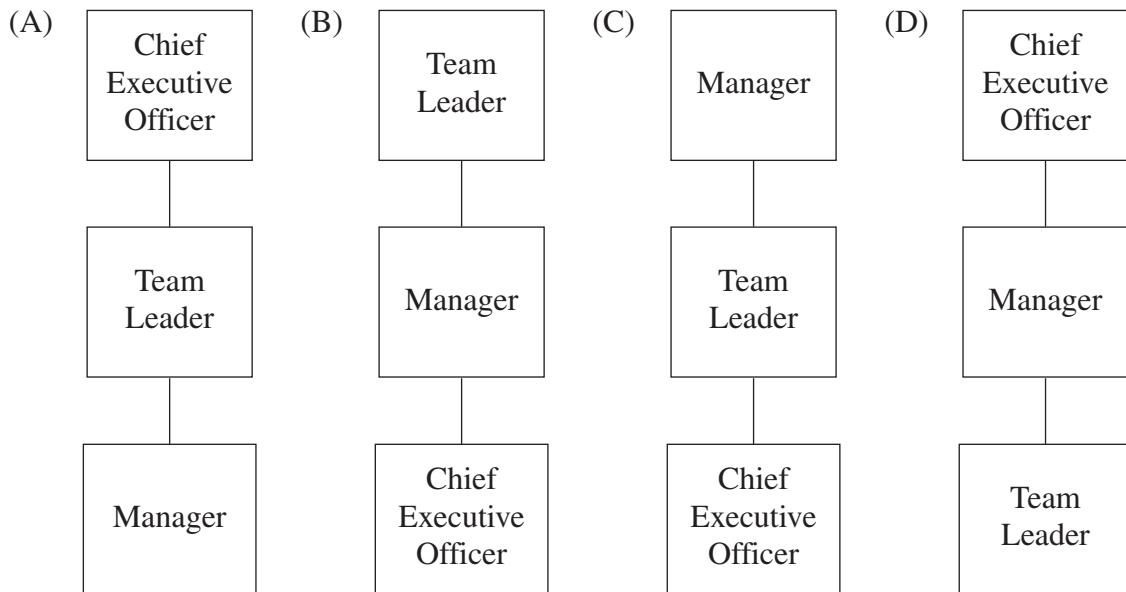 (A)
Chief
Executive
Officer
Team
Leader
Manager
(B)
Team
Leader
Manager
Chief
Executive
Officer
(C)
Manager
Team
Leader
Chief
Executive
Officer
(D)
Chief
Executive
Officer
Manager
Team
Leader